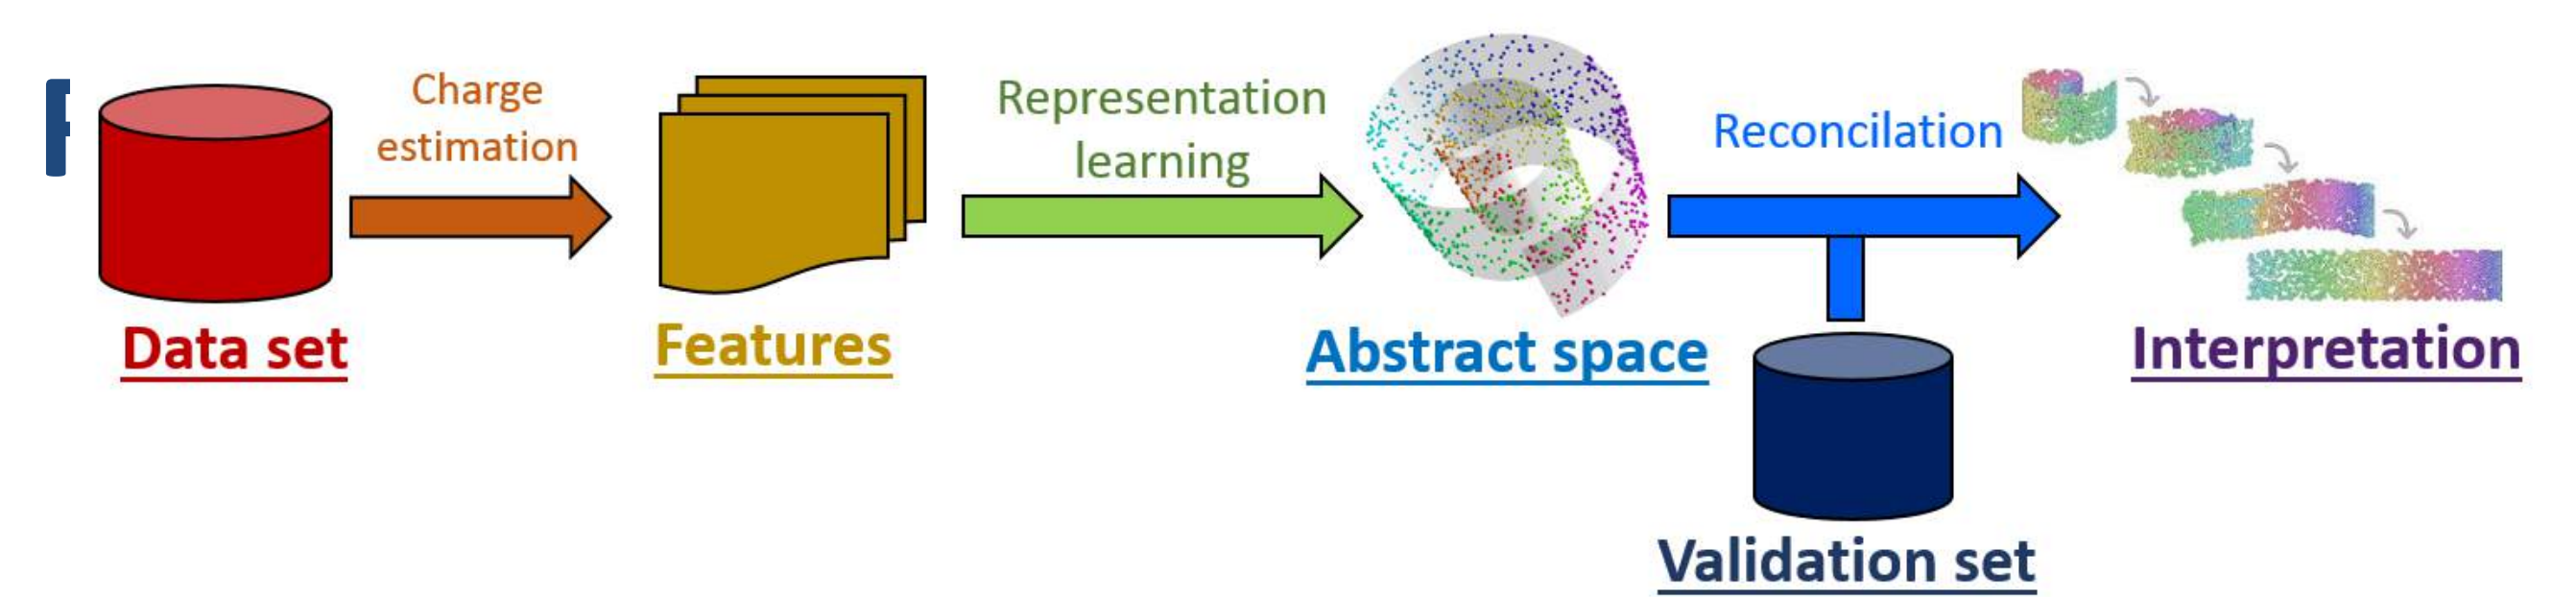 Charge
estimation
Representation
learning
Reconcilation
Data set
Features
Abstract space
Interpretation
Validation set